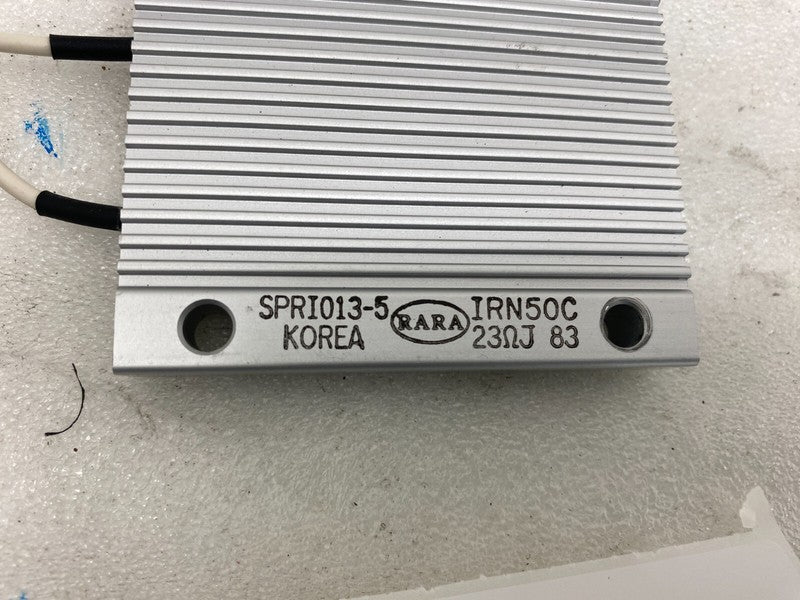 SPRI013-5 RARA IRN50C
KOREA 23ΩJ 83